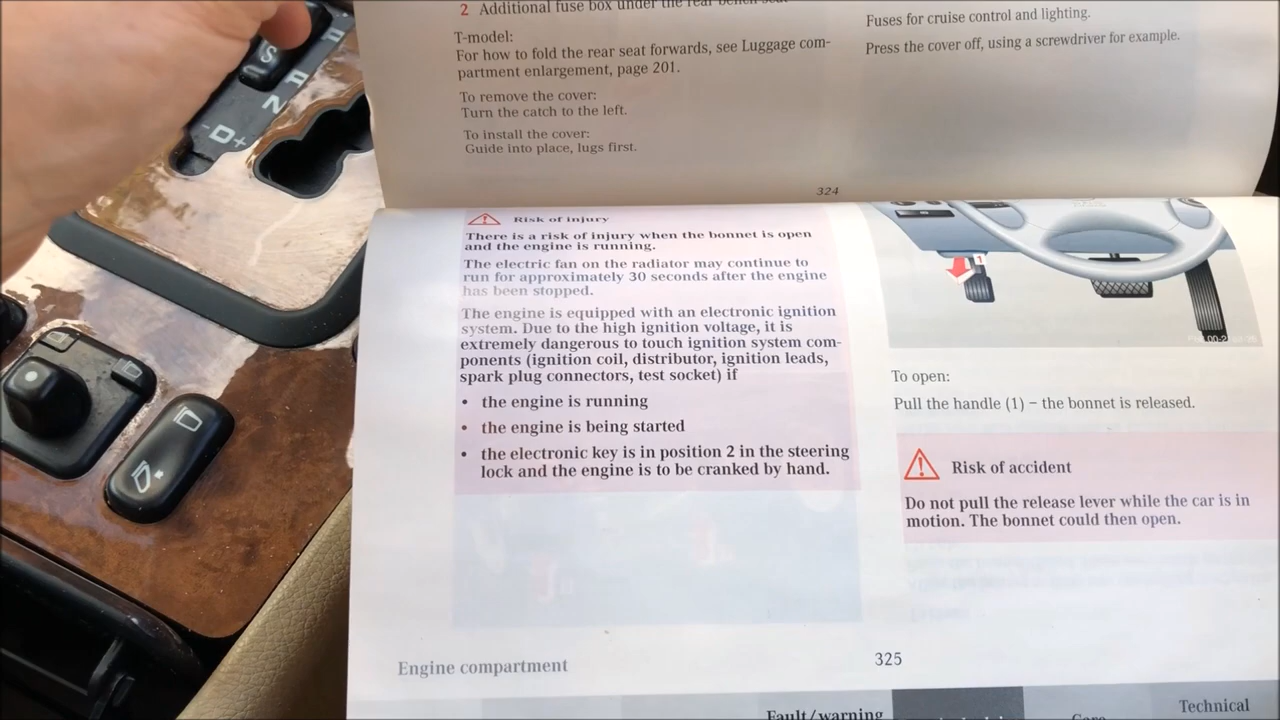 2 Additional fuse box under the rear bench seat
T-model:
For how to fold the rear seat forwards, see Luggage com-
partment enlargement, page 201.
To remove the cover:
Turn the catch to the left.
To install the cover:
Guide into place, lugs first.
Fuses for cruise control and lighting.
Press the cover off, using a screwdriver for example.
324
Risk of injury
There is a risk of injury when the bonnet is open
and the engine is running.
The electric fan on the radiator may continue to
run for approximately 30 seconds after the engine
has been stopped.
The engine is equipped with an electronic ignition
system. Due to the high ignition voltage, it is
extremely dangerous to touch ignition system com-
ponents (ignition coil, distributor, ignition leads,
spark plug connectors, test socket) if
• the engine is running
• the engine is being started
• the electronic key is in position 2 in the steering
lock and the engine is to be cranked by hand.
1
To open:
Pull the handle (1) – the bonnet is released.
Risk of accident
Do not pull the release lever while the car is in
motion. The bonnet could then open.
Engine compartment
325
Fault/warning
Care
Technical
S
P
R
N
-D+